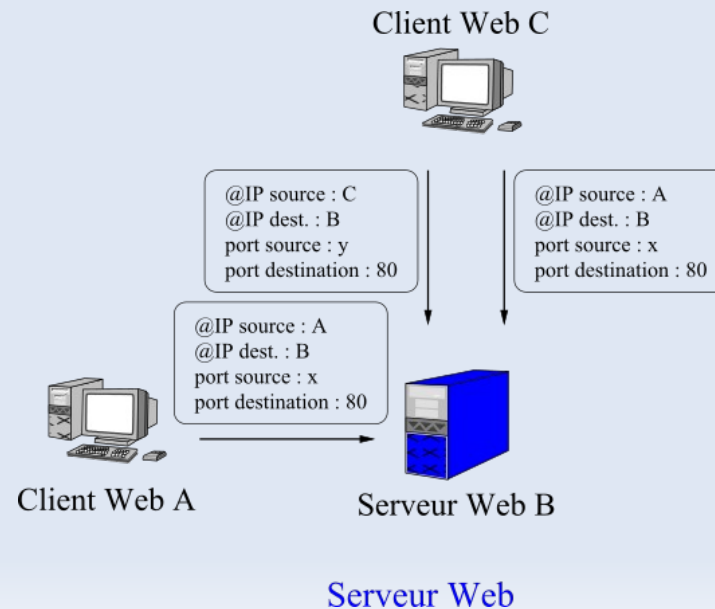 Client Web C
@IP source : C
@IP dest. : B
port source : y
port destination : 80
@IP source : A
@IP dest. : B
port source : x
port destination : 80
@IP source : A
@IP dest. : B
port source : x
port destination : 80
Client Web A
Serveur Web B
Serveur Web